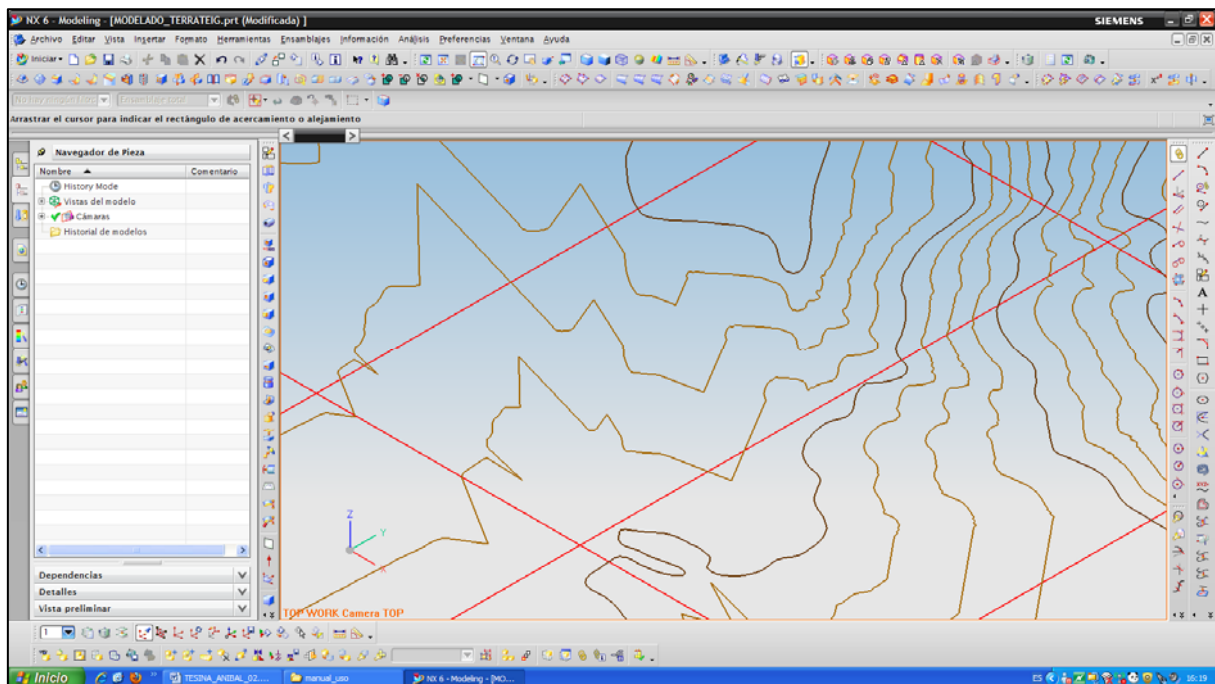 NX 6 - Modeling - [MODELADO_TERRATEIG.prt (Modificada) ]
SIEMENS
Archivo Editar Vista Insertar Formato Herramientas Ensamblajes Información Análisis Preferencias Ventana Ayuda
Iniciar
Arrastrar el cursor para indicar el rectángulo de acercamiento o alejamiento
Navegador de Pieza
Nombre Comentario
History Mode
Vistas del modelo
Cámaras
Historial de modelos
Z
Y
X
Dependencias
Detalles
Vista preliminar
TOP WORK Camera TOP
1
Inicio
TESINA_ANIBAL_02....
manual_uso
NX 6 - Modeling - [MO...
ES
16:19